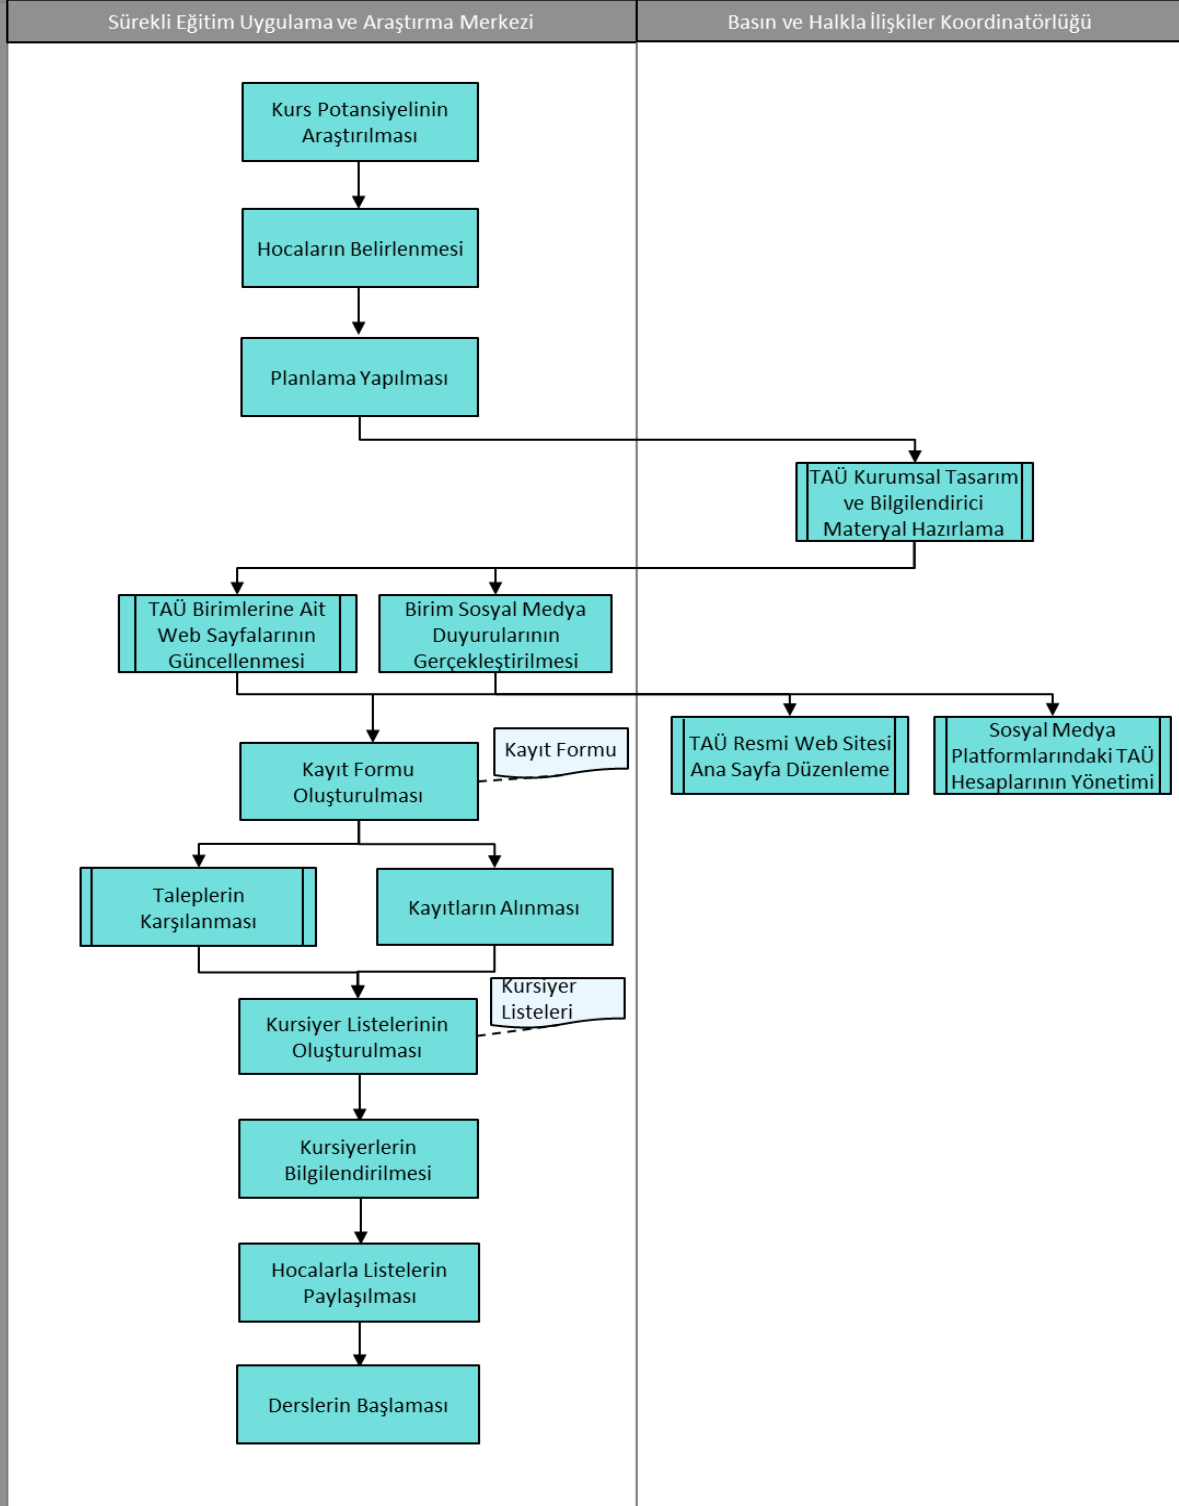 Sürekli Eğitim Uygulama ve Araştırma Merkezi
Basın ve Halkla İlişkiler Koordinatörlüğü
Kurs Potansiyelinin
Araştırılması
Hocaların Belirlenmesi
Planlama Yapılması
TAÜ Kurumsal Tasarım
ve Bilgilendirici
Materyal Hazırlama
TAÜ Birimlerine Ait
Web Sayfalarının
Güncellenmesi
Birim Sosyal Medya
Duyurularının
Gerçekleştirilmesi
TAÜ Resmi Web Sitesi
Ana Sayfa Düzenleme
Sosyal Medya
Platformlarındaki TAÜ
Hesaplarının Yönetimi
Kayıt Formu
Oluşturulması
Kayıt Formu
Taleplerin
Karşılanması
Kayıtların Alınması
Kursiyer Listelerinin
Oluşturulması
Kursiyer
Listeleri
Kursiyerlerin
Bilgilendirilmesi
Hocalarla Listelerin
Paylaşılması
Derslerin Başlaması